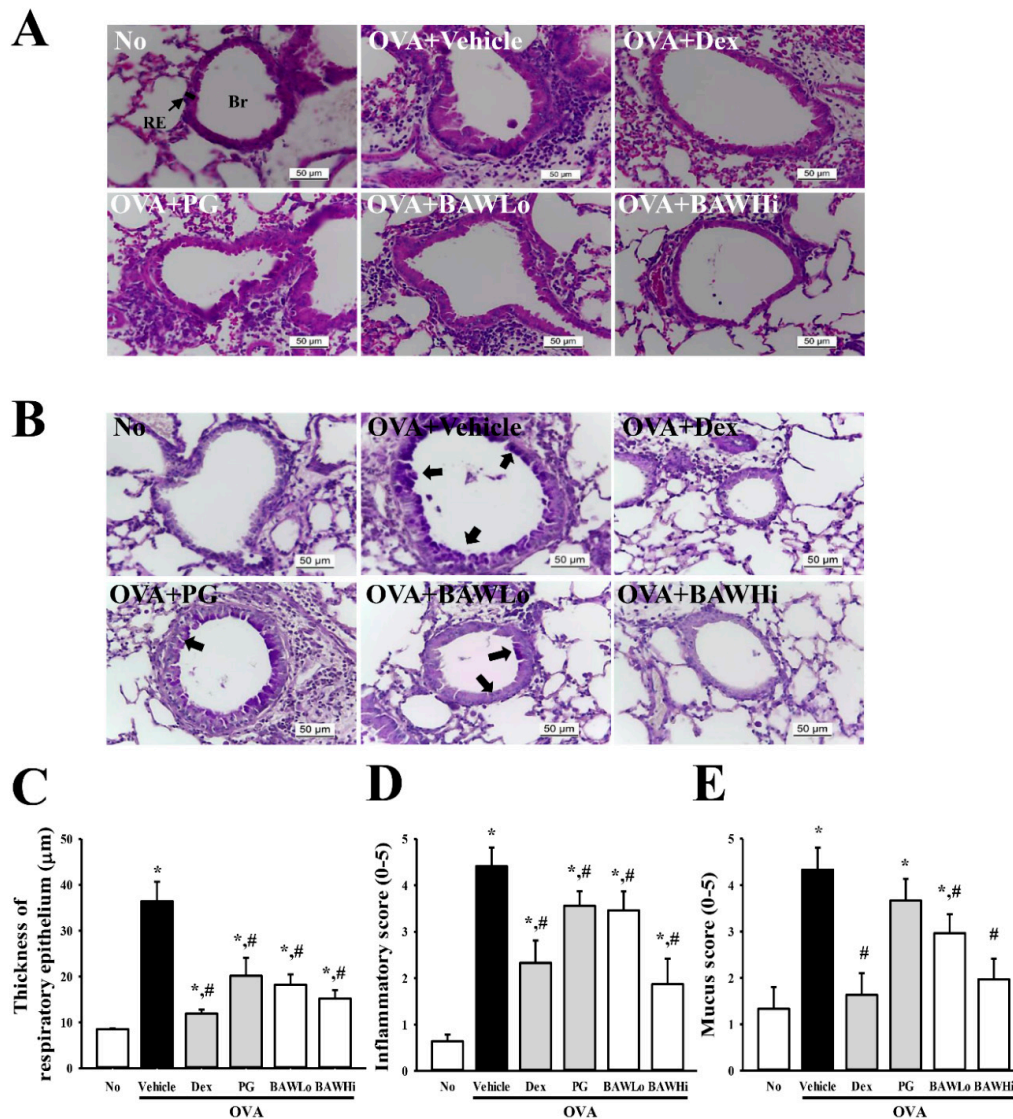 A
No
OVA+Vehicle
OVA+Dex
RE
Br
50 µm
50 µm
50 µm
OVA+PG
OVA+BAWLo
OVA+BAWHi
50 µm
50 µm
50 µm
B
No
OVA+Vehicle
OVA+Dex
50 µm
50 µm
50 µm
OVA+PG
OVA+BAWLo
OVA+BAWHi
50 µm
50 µm
50 µm
C
Thickness of
respiratory epithelium (µm)
50
40
30
20
10
0
*
*,#
*,#
*,#
*,#
No Vehicle Dex PG BAWLo BAWHi
OVA
D
Inflammatory score (0-5)
5
4
3
2
1
0
*
*,#
*,#
*,#
*,#
No Vehicle Dex PG BAWLo BAWHi
OVA
E
Mucus score (0-5)
5
4
3
2
1
0
*
#
*
*,#
#
No Vehicle Dex PG BAWLo BAWHi
OVA